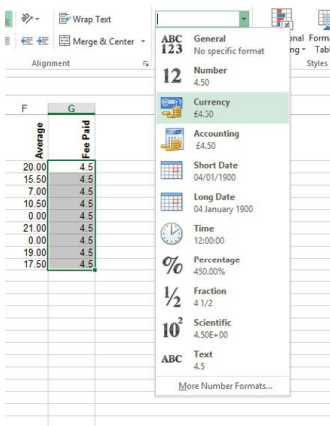 Wrap Text
Merge & Center
Alignment
Styles
F G
Average Fee Paid
20.00 4.5
15.50 4.5
7.00 4.5
10.50 4.5
0.00 4.5
21.00 4.5
0.00 4.5
19.00 4.5
17.50 4.5
ABC
123
General
No specific format
12
Number
4.50
Currency
£4.50
Accounting
£4.50
Short Date
04/01/1900
Long Date
04 January 1900
Time
12:00:00
%
Percentage
450.00%
1/2
Fraction
4 1/2
10²
Scientific
4.50E+00
ABC
Text
4.5
More Number Formats...